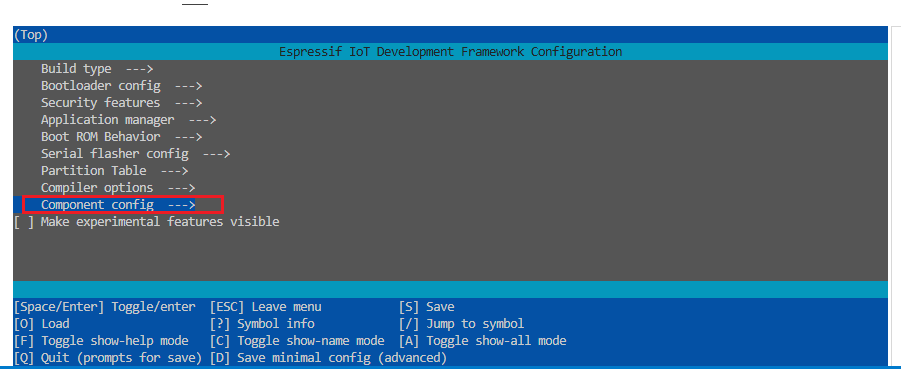 (Top)
Espressif IoT Development Framework Configuration
Build type --->
Bootloader config --->
Security features --->
Application manager --->
Boot ROM Behavior --->
Serial flasher config --->
Partition Table --->
Compiler options --->
Component config --->
[ ] Make experimental features visible
[Space/Enter] Toggle/enter [ESC] Leave menu [S] Save
[O] Load [?] Symbol info [/] Jump to symbol
[F] Toggle show-help mode [C] Toggle show-name mode [A] Toggle show-all mode
[Q] Quit (prompts for save) [D] Save minimal config (advanced)